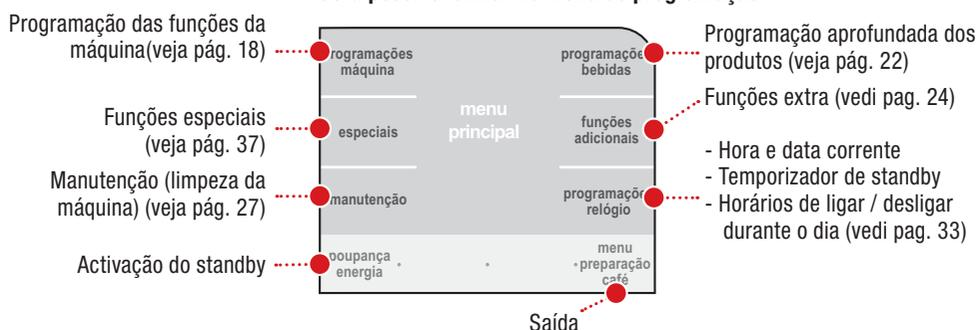 Programação das funções da
máquina(veja pág. 18)
Funções especiais
(veja pág. 37)
Manutenção (limpeza da
máquina) (veja pág. 27)
Activação do standby
rogramações
máquina
especiais
manutenção
poupança
energia
menu
principal
programaçõe
bebidas
funções
adicionais
programaçõe
relógio
menu
preparação
café
Programação aprofundada dos
produtos (veja pág. 22)
Funções extra (vedi pag. 24)
- Hora e data corrente
- Temporizador de standby
- Horários de ligar / desligar
durante o dia (vedi pag. 33)
Saída